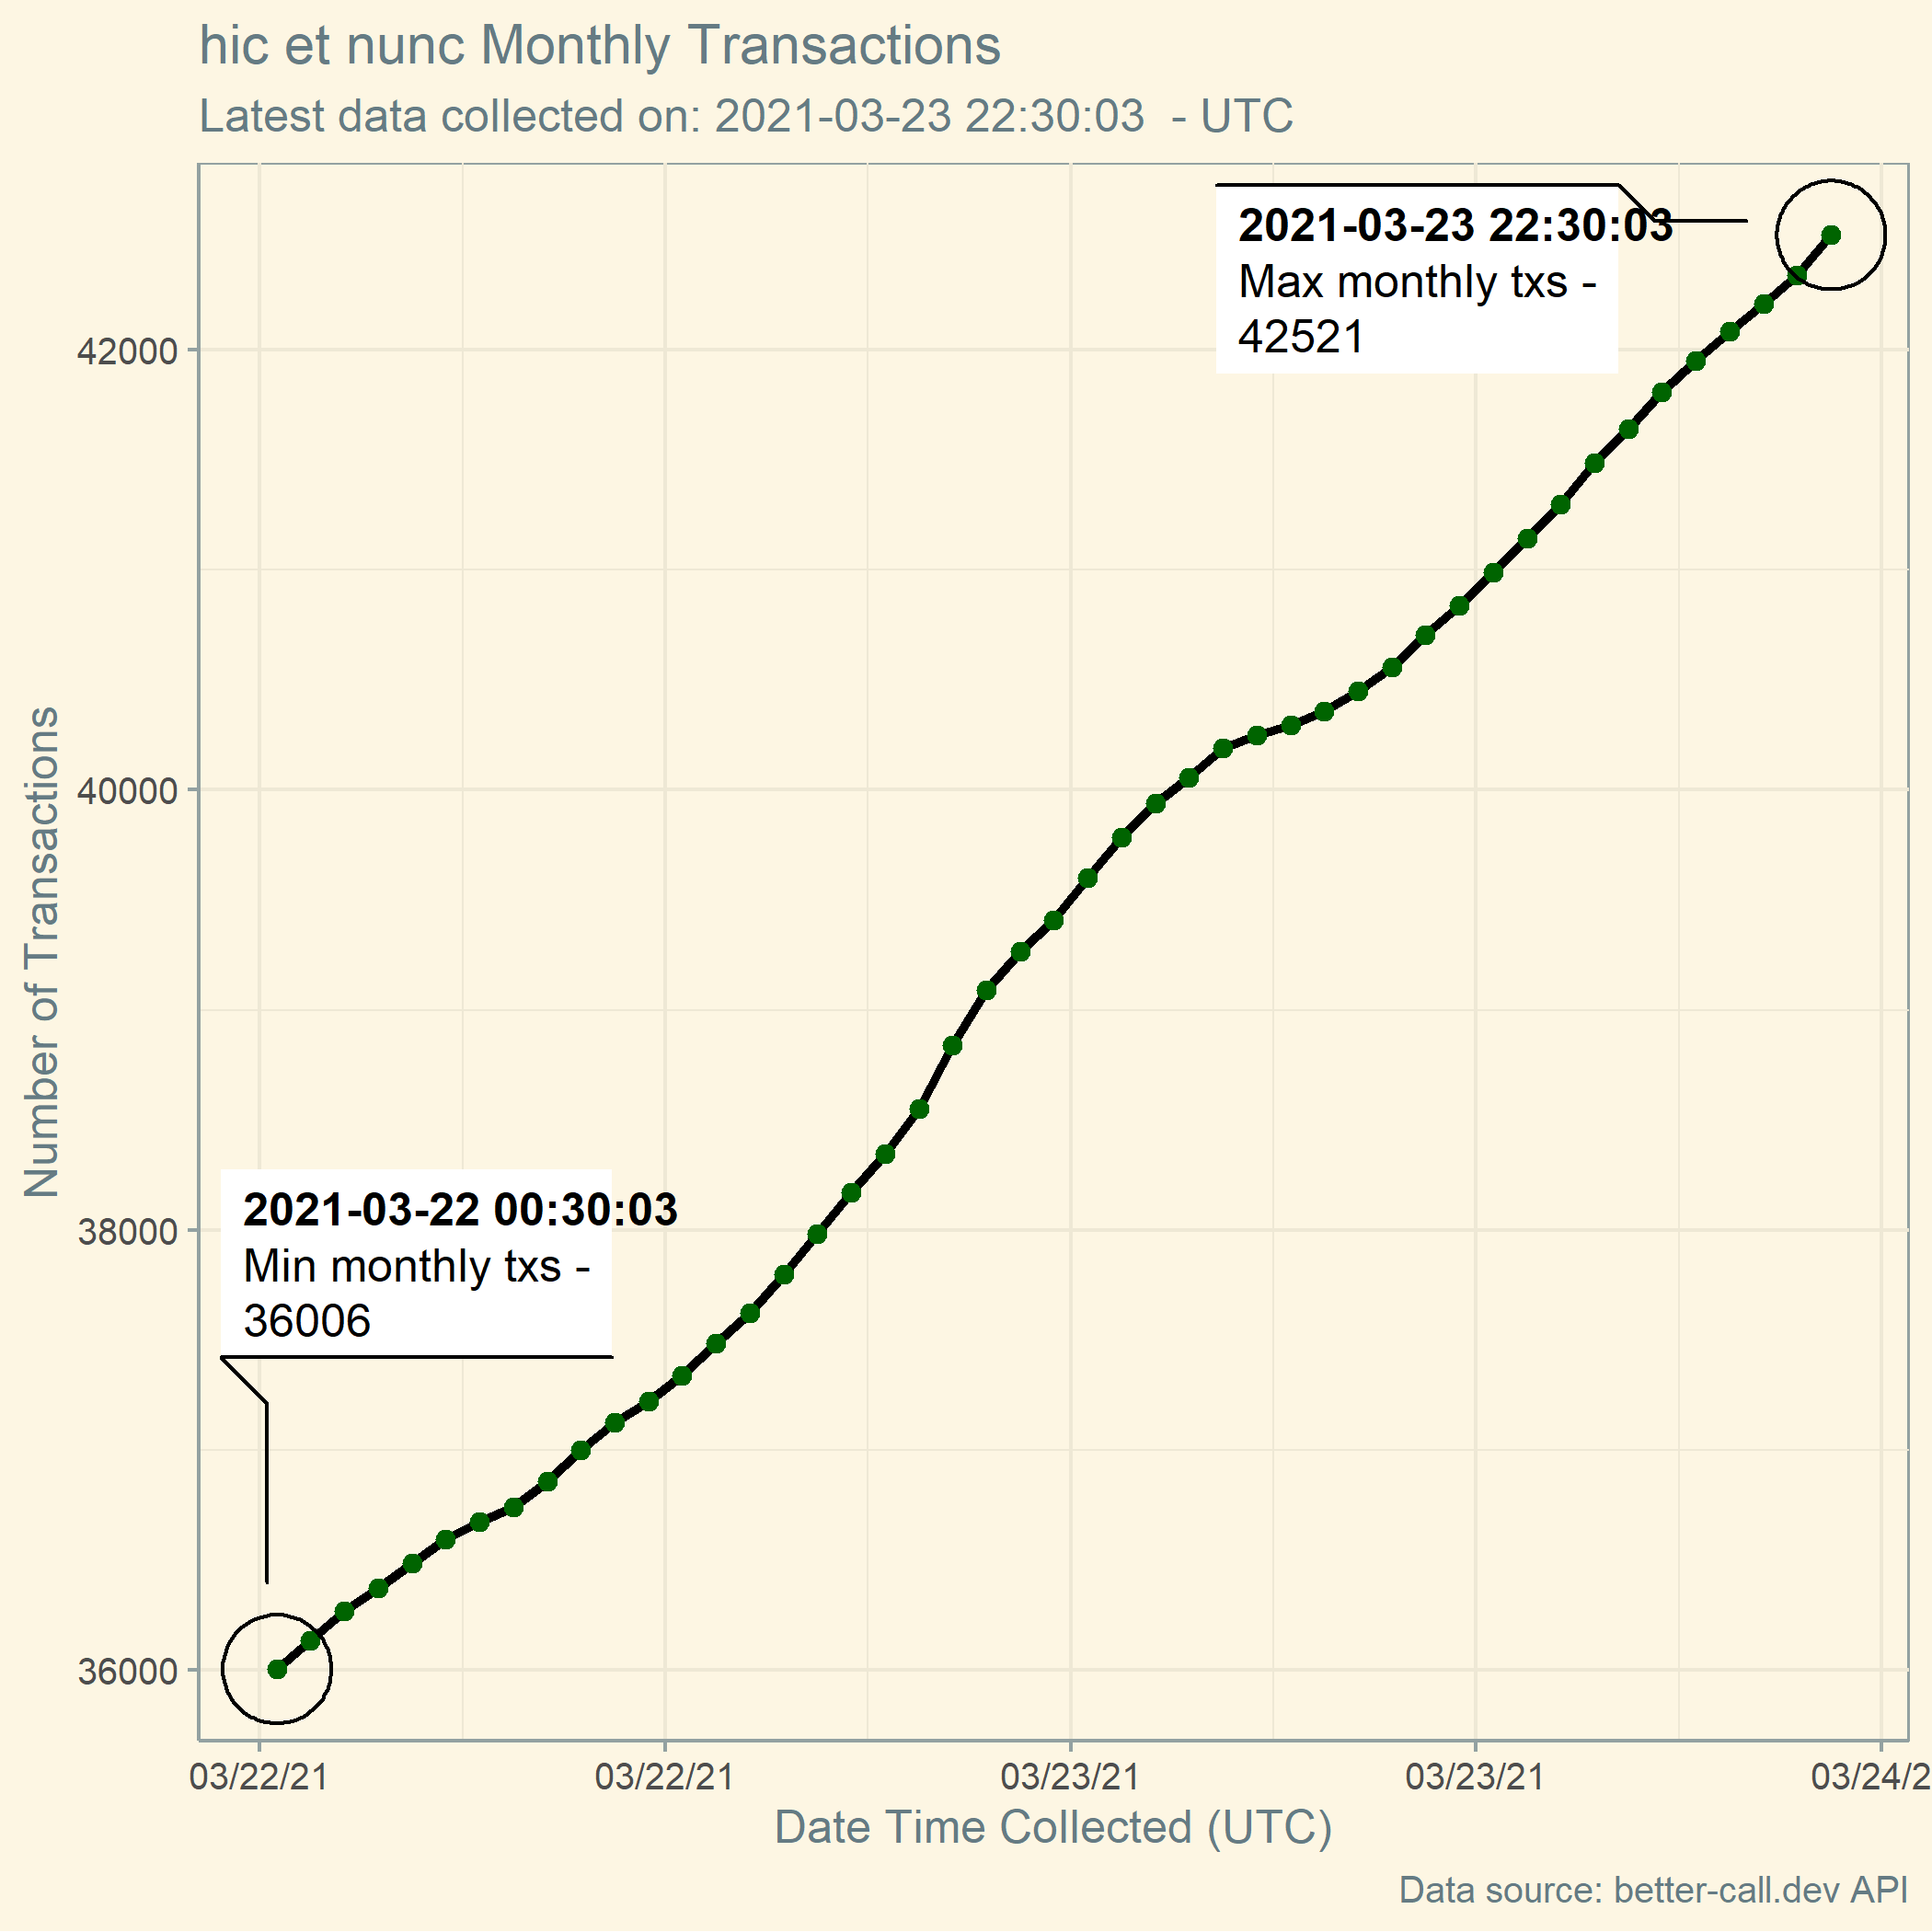 hic et nunc Monthly Transactions
Latest data collected on: 2021-03-23 22:30:03  - UTC
2021-03-23 22:30:03
Max monthly txs -
42521
42000
40000
38000
36000
Number of Transactions
2021-03-22 00:30:03
Min monthly txs -
36006
03/22/21 03/22/21 03/23/21 03/23/21 03/24/2
Date Time Collected (UTC)
Data source: better-call.dev API